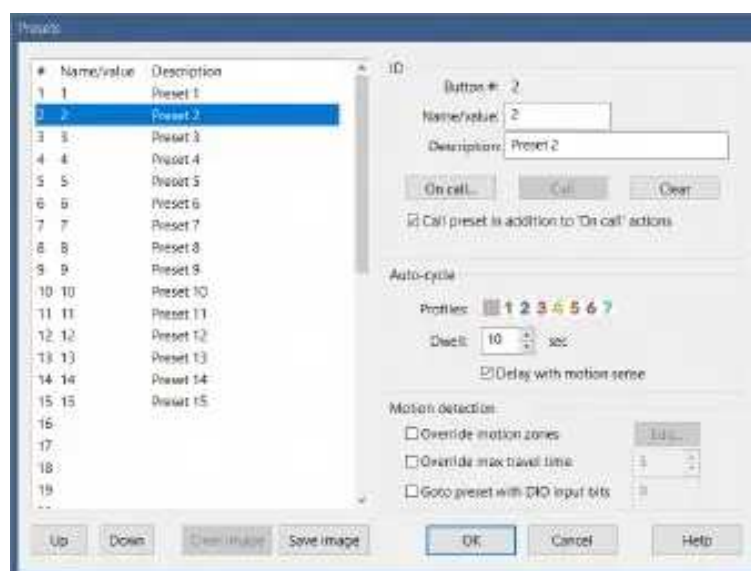 Presets
# Name/value Description
1 1 Preset 1
2 2 Preset 2
3 3 Preset 3
4 4 Preset 4
5 5 Preset 5
6 6 Preset 6
7 7 Preset 7
8 8 Preset 8
9 9 Preset 9
10 10 Preset 10
11 11 Preset 11
12 12 Preset 12
13 13 Preset 13
14 14 Preset 14
15 15 Preset 15
16
17
18
19
Up Down Clear image Save image
ID
Button #: 2
Name/value: 2
Description: Preset 2
On call... Call Clear
Call preset in addition to 'On call' actions
Auto-cycle
Profiles: 1 2 3 4 5 6 7
Dwell: 10 sec
Delay with motion sense
Motion detection
Override motion zones Edit...
Override max travel time
Goto preset with DIO input bits
OK Cancel Help